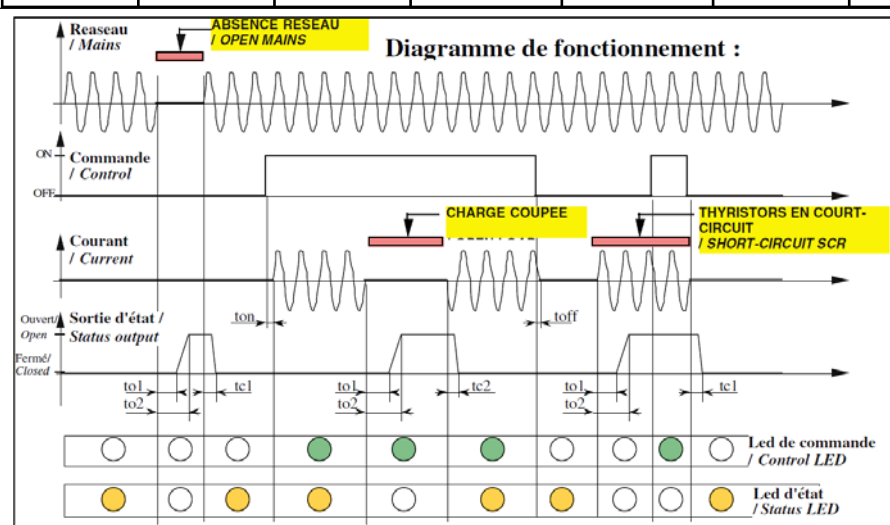 Reaseau
/ Mains
ABSENCE RESEAU
/ OPEN MAINS
Diagramme de fonctionnement :
ON
Commande
/ Control
OFF
CHARGE COUPEE
THYRISTORS EN COURT-
CIRCUIT
/ SHORT-CIRCUIT SCR
Courant
/ Current
ton
toff
Ouvert/
Open
Sortie d'état /
Status output
Fermé/
Closed
to1
tc1
to1
tc2
to1
tc1
to2
to2
to2
Led de commande
/ Control LED
Led d'état
/ Status LED